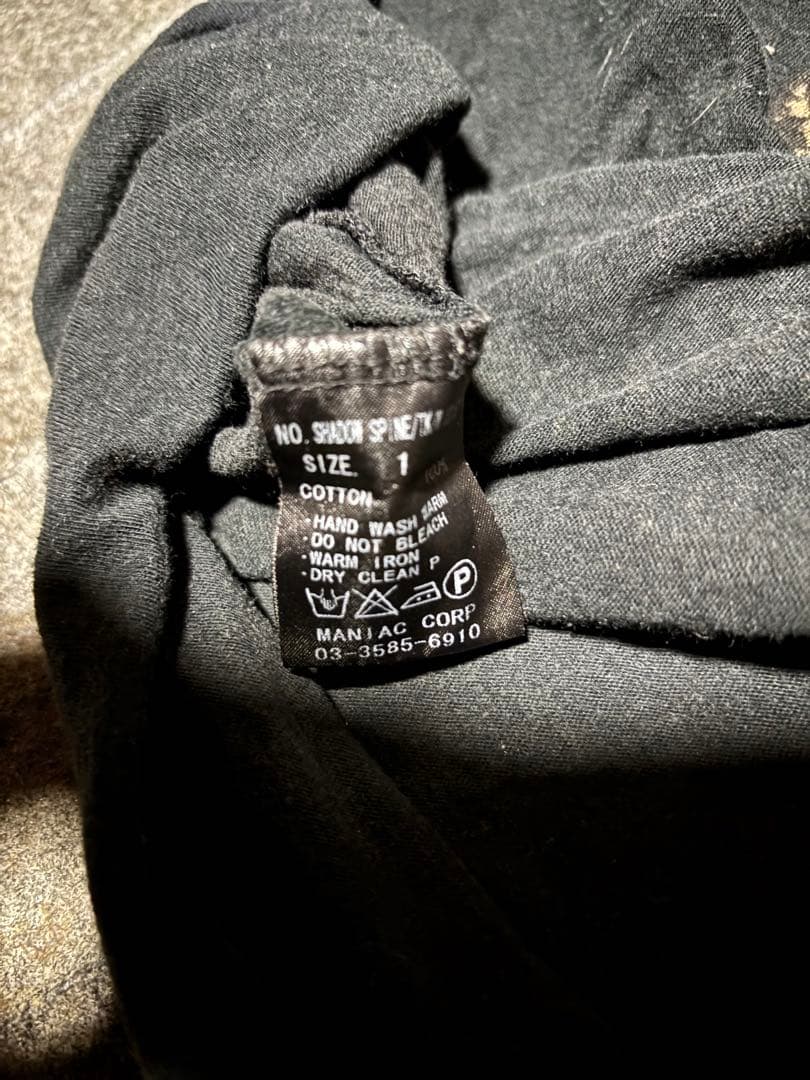 NO. SHADOW SPINE/TK
SIZE. 1
COTTON 100%
·HAND WASH WARM
·DO NOT BLEACH
·WARM IRON
·DRY CLEAN P
P
MANIAC CORP
03-3585-6910